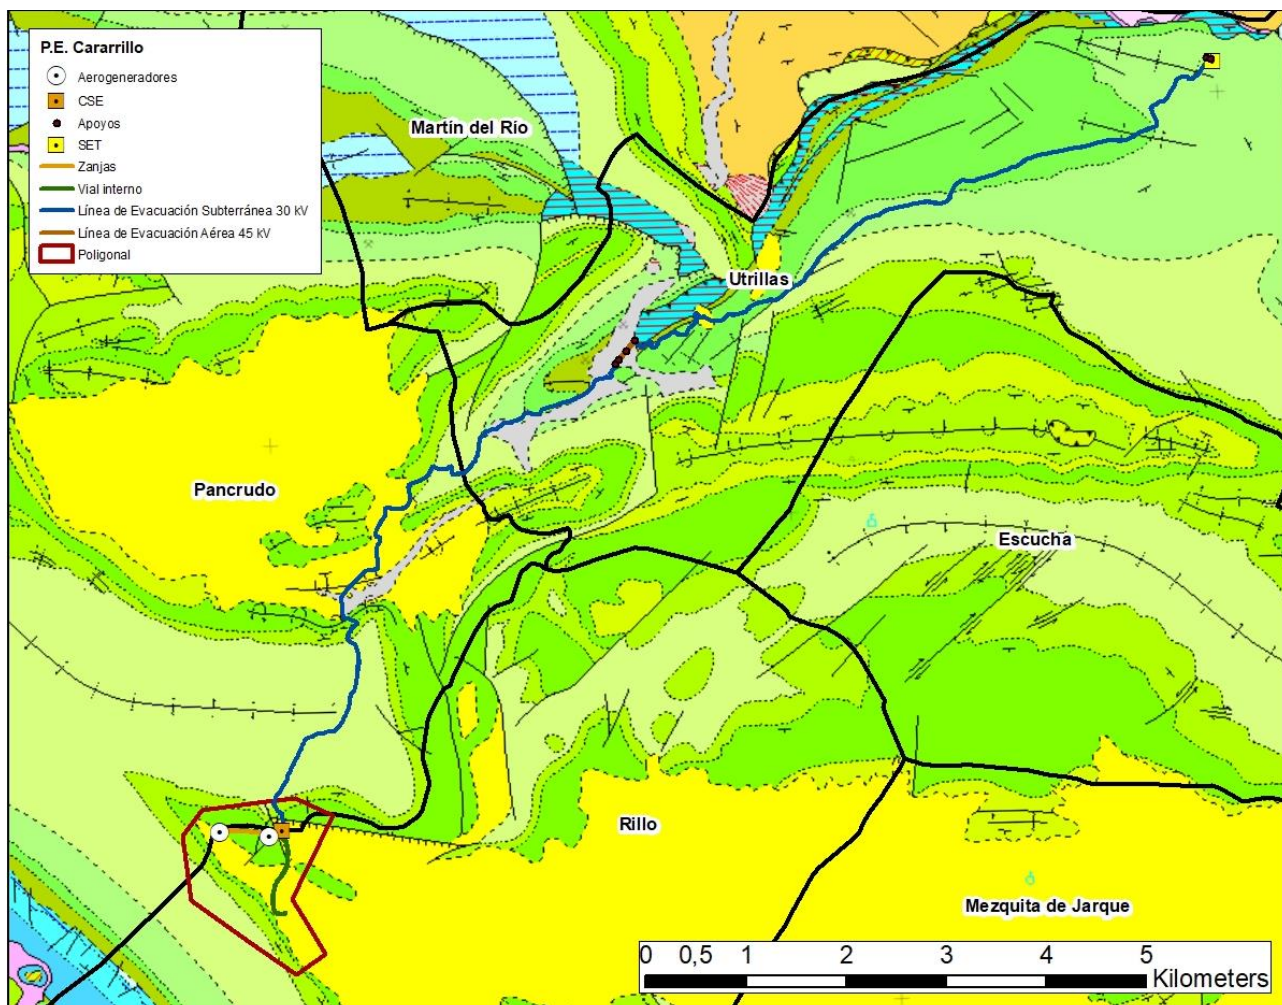 P.E. Cararrillo
Aerogeneradores
CSE
Apoyos
SET
Zanjas
Vial interno
Línea de Evacuación Subterránea 30 kV
Línea de Evacuación Aérea 45 kV
Poligonal
Martín del Río
Utrillas
Pancrudo
Escucha
Rillo
Mezquita de Jarque
0 0,5 1 2 3 4 5
Kilometers